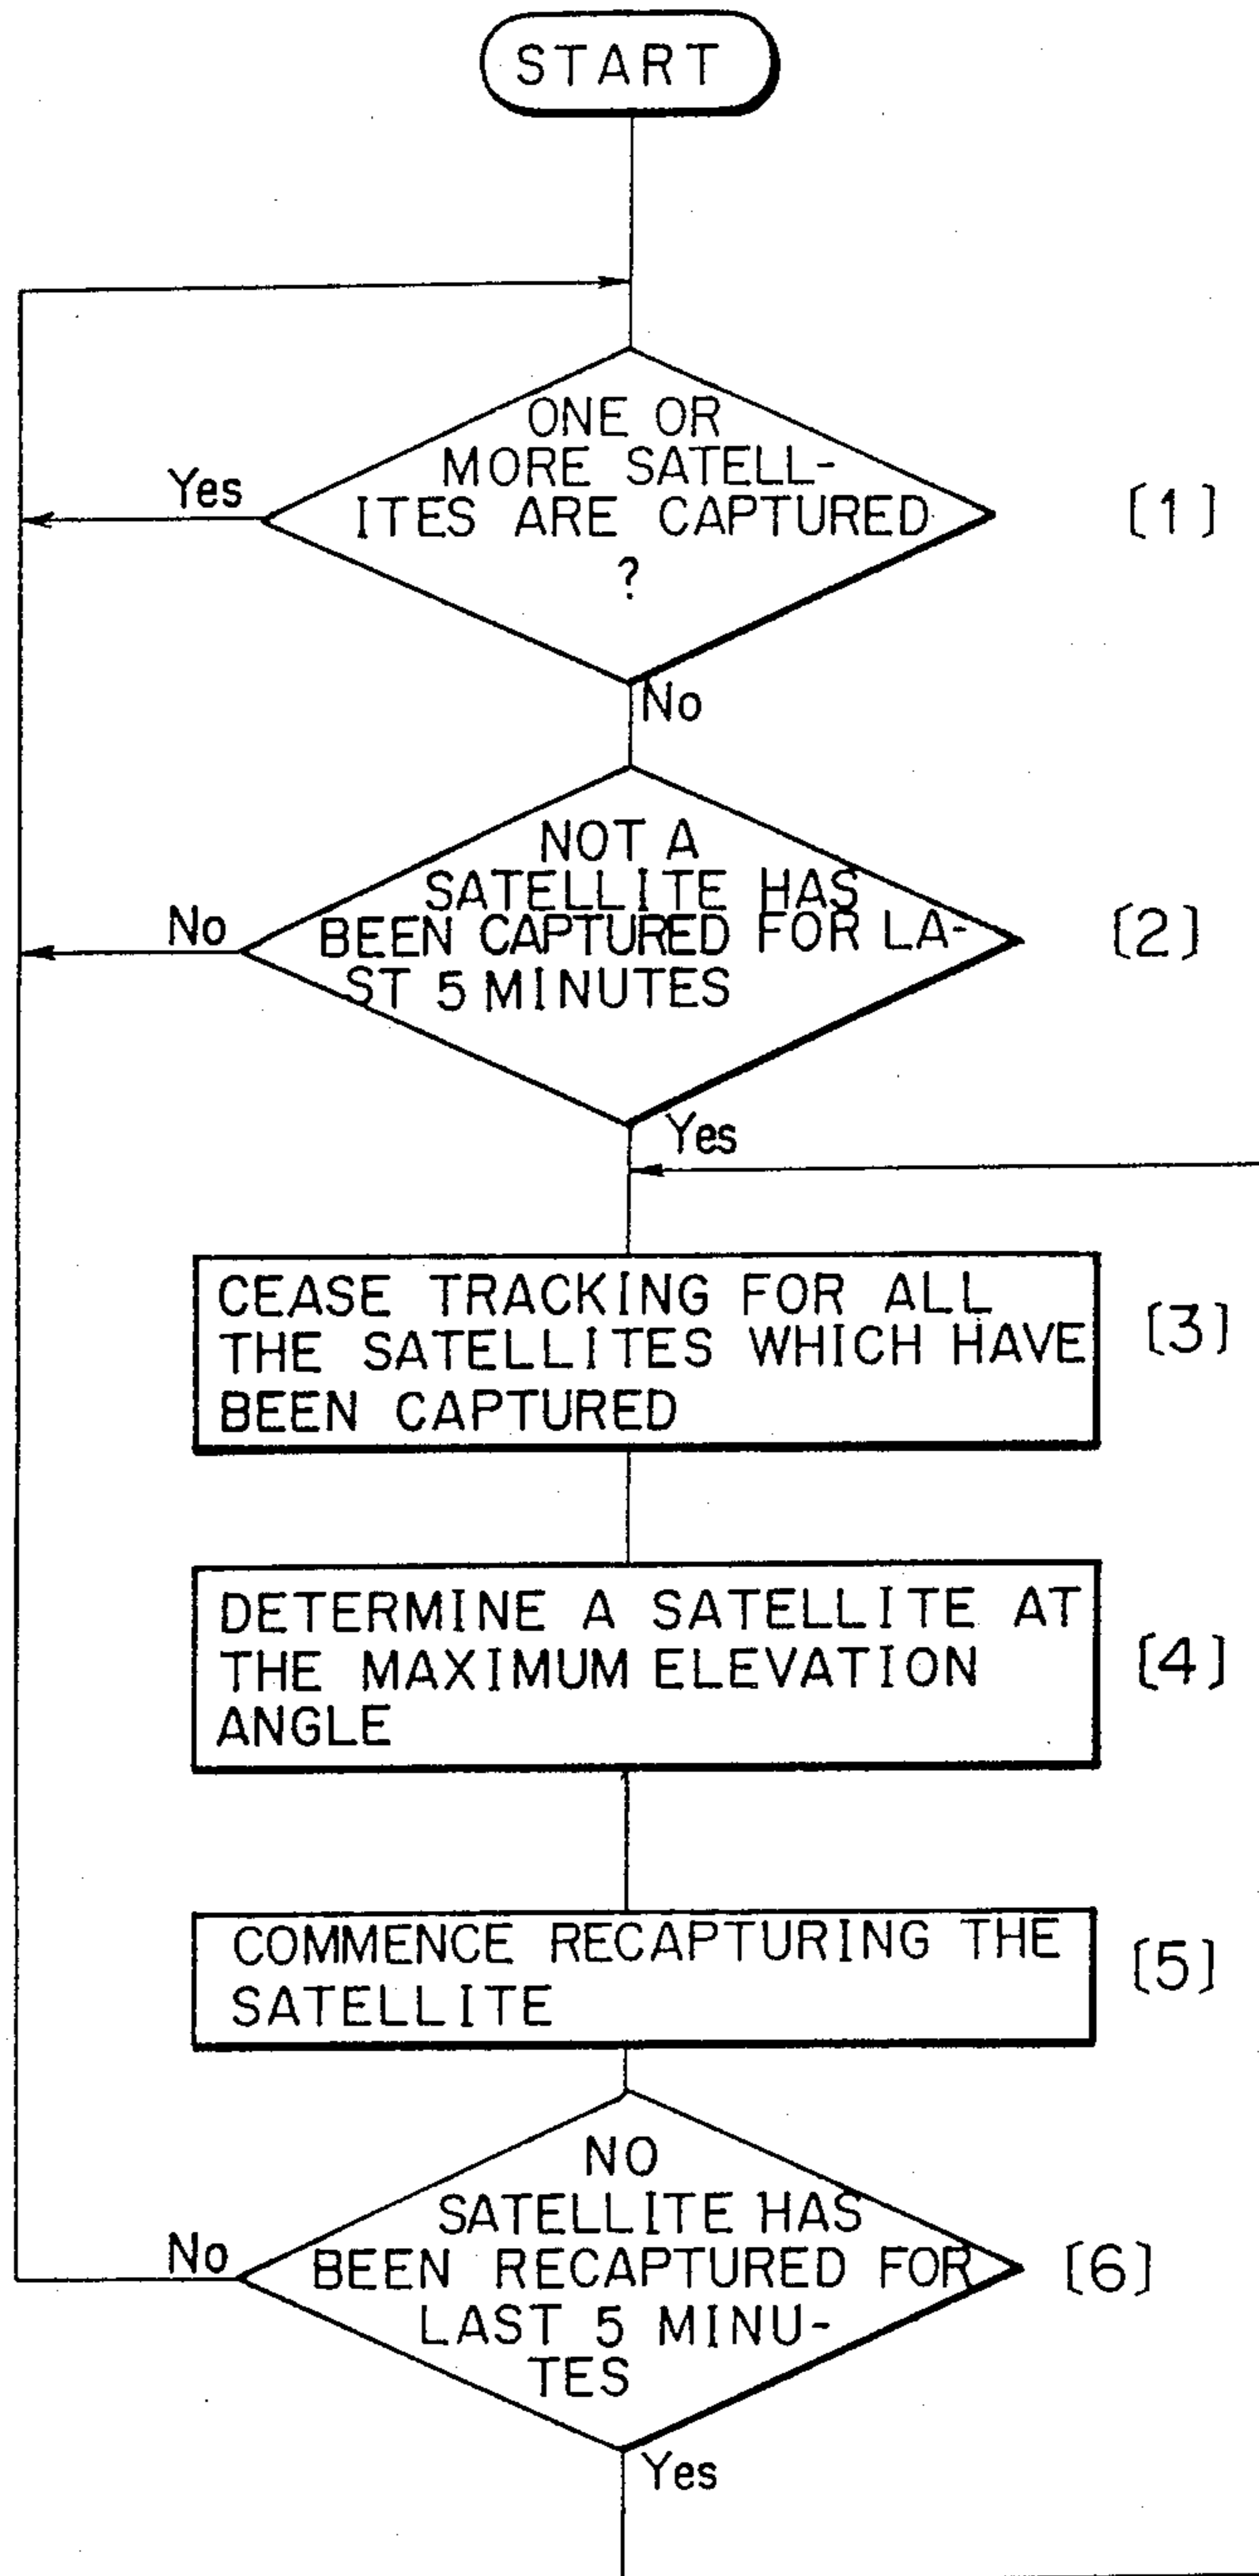 START
ONE OR
MORE SATELL-
ITES ARE CAPTURED
?
[1]
Yes
No
NOT A
SATELLITE HAS
BEEN CAPTURED FOR LA-
ST 5 MINUTES
[2]
No
Yes
CEASE TRACKING FOR ALL
THE SATELLITES WHICH HAVE
BEEN CAPTURED
[3]
DETERMINE A SATELLITE AT
THE MAXIMUM ELEVATION
ANGLE
[4]
COMMENCE RECAPTURING THE
SATELLITE
[5]
NO
SATELLITE HAS
BEEN RECAPTURED FOR
LAST 5 MINU-
TES
[6]
No
Yes